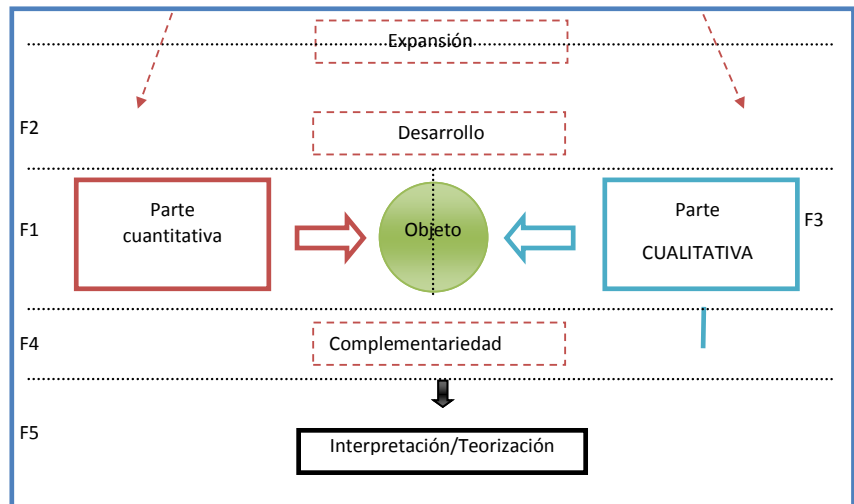 Expansión
F2
Desarrollo
F1
Parte
cuantitativa
Objeto
Parte
CUALITATIVA
F3
F4
Complementariedad
F5
Interpretación/Teorización